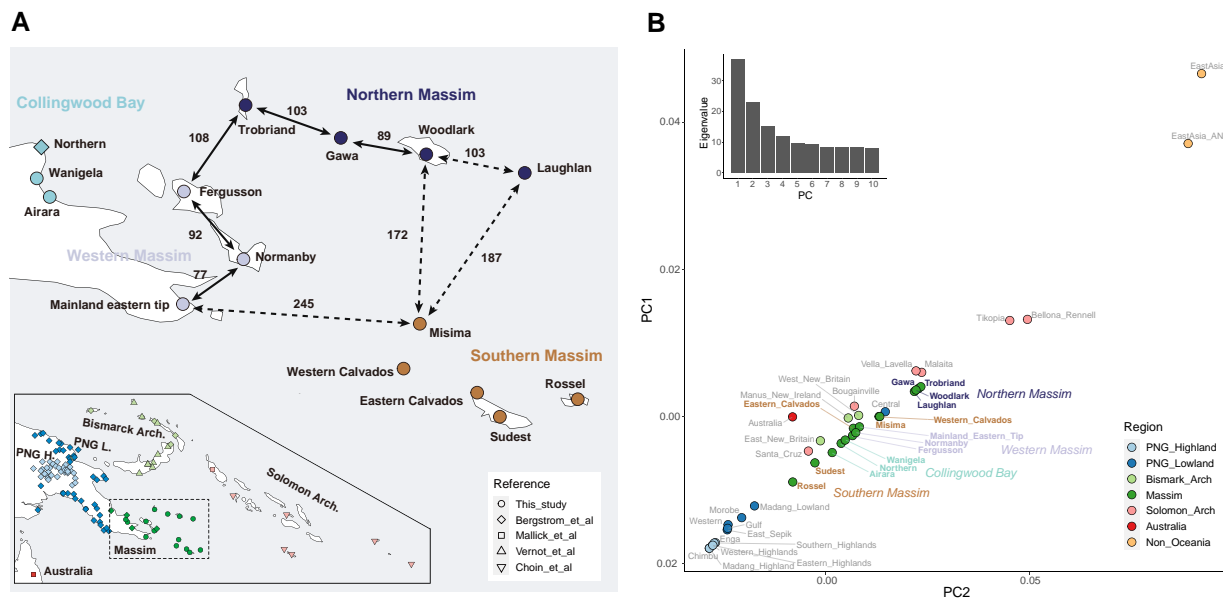 A
Collingwood Bay
Northern Massim
Northern
Wanigela
Airara
Trobriand
103
108
Gawa
89
Woodlark
103
Laughlan
Fergusson
92
Western Massim
Normanby
77
Mainland eastern tip
245
172
187
Misima
Southern Massim
Western Calvados
Eastern Calvados
Rossel
Sudest
Bismarck Arch.
PNG L.
PNG H.
Solomon Arch.
Massim
Australia
Reference
This_study
Bergstrom_et_al
Mallick_et_al
Vernot_et_al
Choin_et_al
B
Eigenvalue
30
20
10
0
1 2 3 4 5 6 7 8 9 10
PC
EastAsia
EastAsia_AN
0.04
0.02
0.00
0.02
PC1
Tikopia
Bellona_Rennell
Vella_Lavella
Malaita
West_New_Britain
Gawa
Trobriand
Manus_New_Ireland
Bougainville
Woodlark
Northern Massim
Eastern_Calvados
Central
Laughlan
Australia
Misima
Western_Calvados
East_New_Britain
Mainland_Eastern_Tip
Normanby
Western Massim
Santa_Cruz
Fergusson
Wanigela
Sudest
Northern
Collingwood Bay
Airara
Rossel
Southern Massim
Morobe
Madang_Lowland
Western
Gulf
East_Sepik
Enga
Southern_Highlands
Chimbu
Western_Highlands
Madang_Highland
Eastern_Highlands
0.00
0.05
PC2
Region
PNG_Highland
PNG_Lowland
Bismark_Arch
Massim
Solomon_Arch
Australia
Non_Oceania